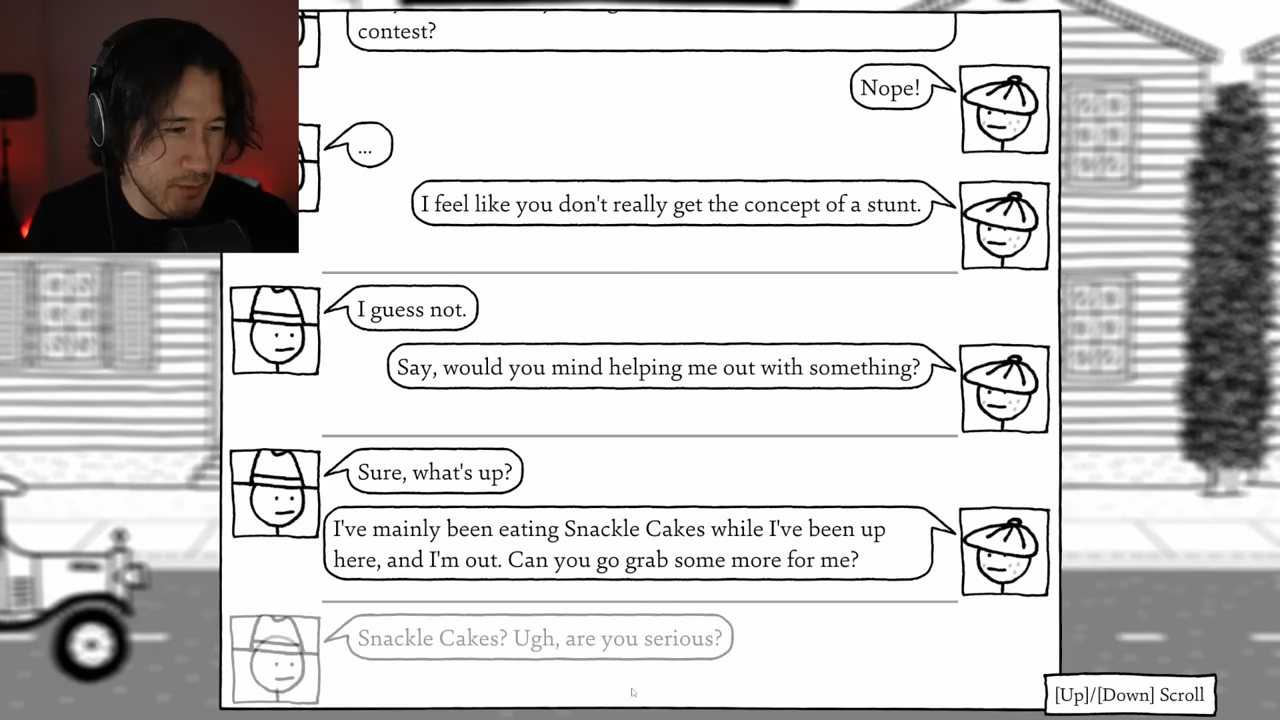 contest?
Nope!
...
I feel like you don't really get the concept of a stunt.
I guess not.
Say, would you mind helping me out with something?
Sure, what's up?
I've mainly been eating Snackle Cakes while I've been up
here, and I'm out. Can you go grab some more for me?
Snackle Cakes? Ugh, are you serious?
[Up]/[Down] Scroll